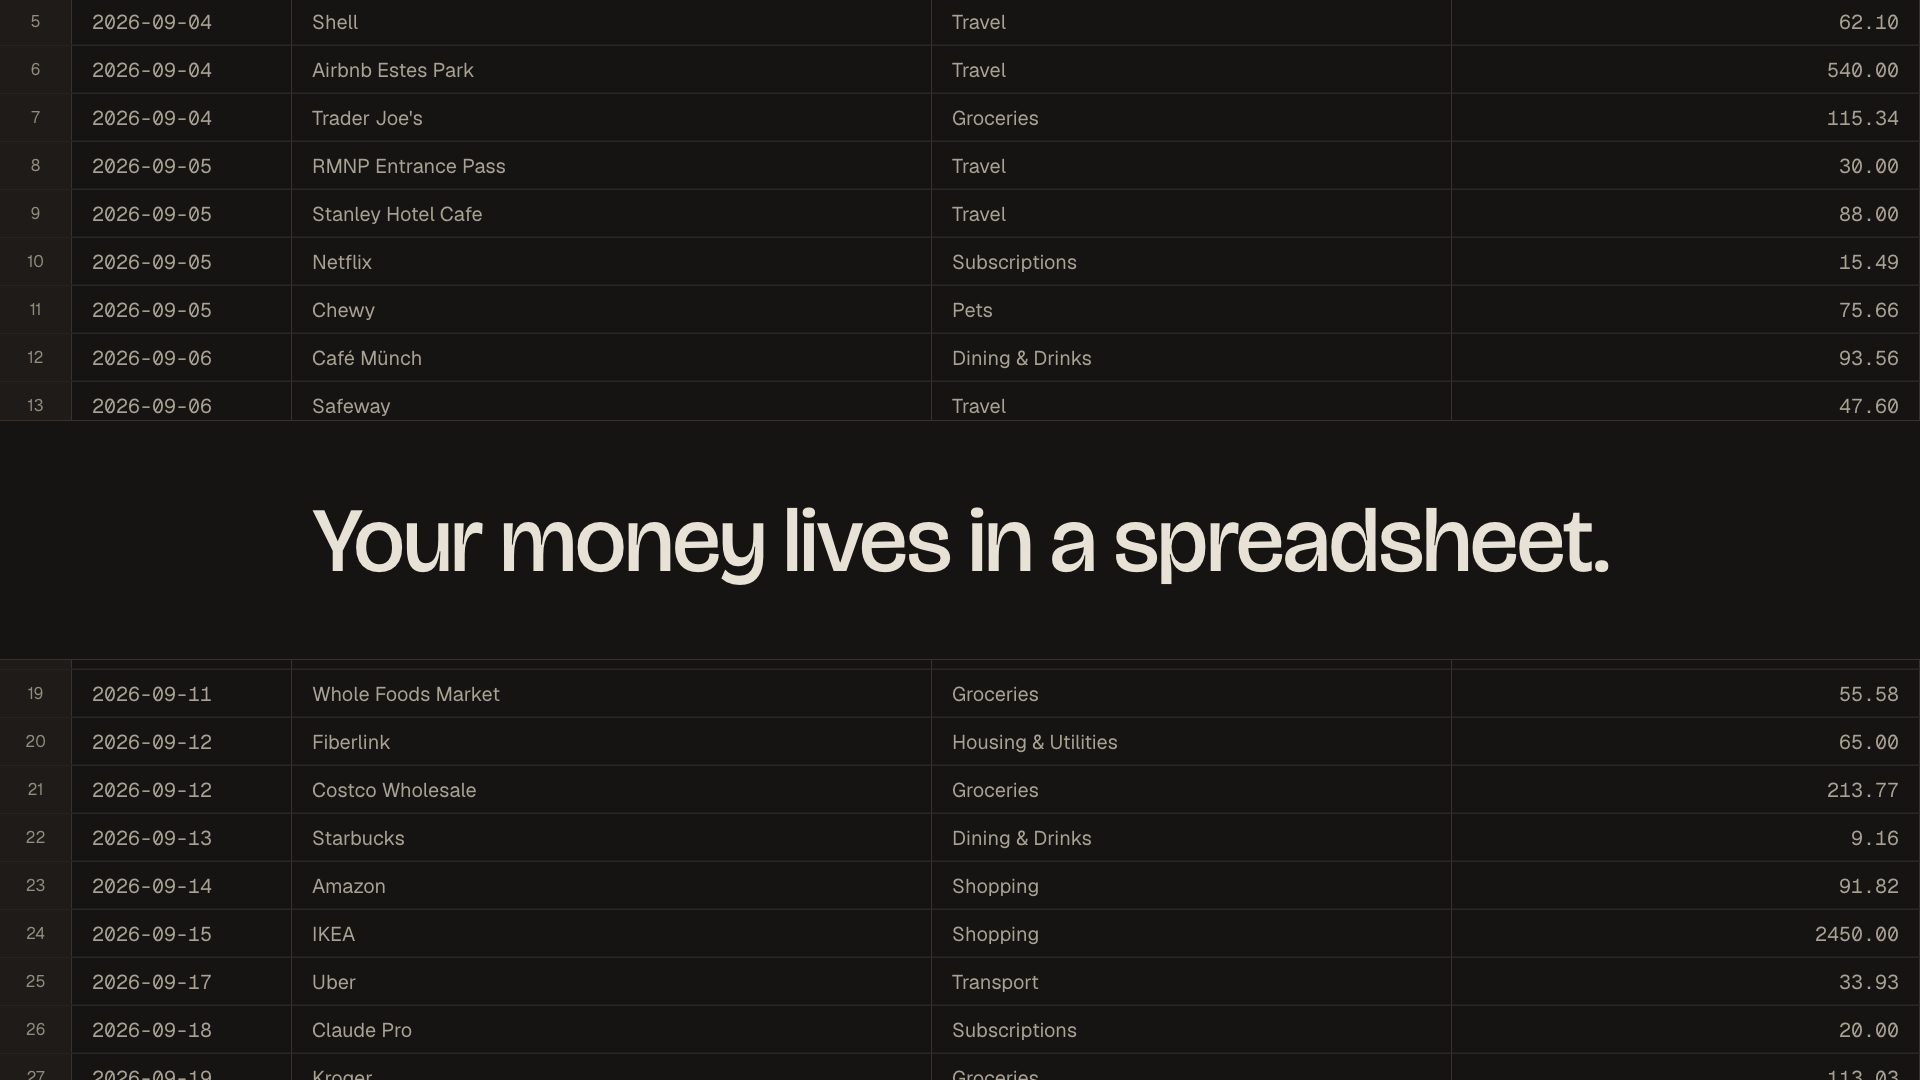 5 2026-09-04 Shell Travel 62.10
6 2026-09-04 Airbnb Estes Park Travel 540.00
7 2026-09-04 Trader Joe's Groceries 115.34
8 2026-09-05 RMNP Entrance Pass Travel 30.00
9 2026-09-05 Stanley Hotel Cafe Travel 88.00
10 2026-09-05 Netflix Subscriptions 15.49
11 2026-09-05 Chewy Pets 75.66
12 2026-09-06 Café Münch Dining & Drinks 93.56
13 2026-09-06 Safeway Travel 47.60
Your money lives in a spreadsheet.
19 2026-09-11 Whole Foods Market Groceries 55.58
20 2026-09-12 Fiberlink Housing & Utilities 65.00
21 2026-09-12 Costco Wholesale Groceries 213.77
22 2026-09-13 Starbucks Dining & Drinks 9.16
23 2026-09-14 Amazon Shopping 91.82
24 2026-09-15 IKEA Shopping 2450.00
25 2026-09-17 Uber Transport 33.93
26 2026-09-18 Claude Pro Subscriptions 20.00
27 2026-09-19 Kroger Groceries 113.03